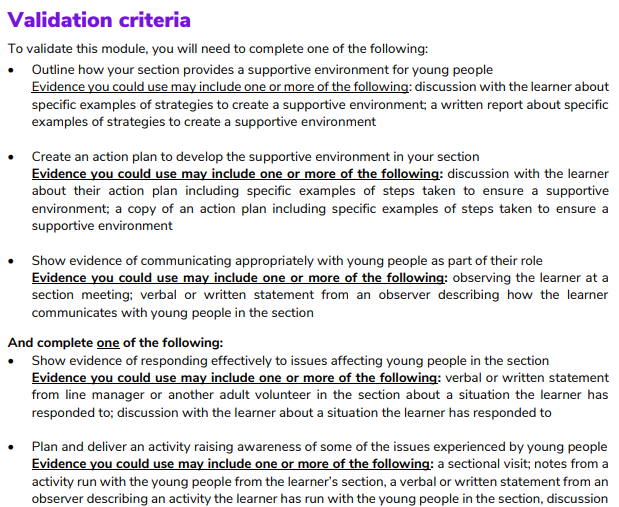 Validation criteria
To validate this module, you will need to complete one of the following:
• Outline how your section provides a supportive environment for young people
Evidence you could use may include one or more of the following: discussion with the learner about
specific examples of strategies to create a supportive environment; a written report about specific
examples of strategies to create a supportive environment
• Create an action plan to develop the supportive environment in your section
Evidence you could use may include one or more of the following: discussion with the learner
about their action plan including specific examples of steps taken to ensure a supportive
environment; a copy of an action plan including specific examples of steps taken to ensure a
supportive environment
• Show evidence of communicating appropriately with young people as part of their role
Evidence you could use may include one or more of the following: observing the learner at a
section meeting; verbal or written statement from an observer describing how the learner
communicates with young people in the section
And complete one of the following:
• Show evidence of responding effectively to issues affecting young people in the section
Evidence you could use may include one or more of the following: verbal or written statement
from line manager or another adult volunteer in the section about a situation the learner has
responded to; discussion with the learner about a situation the learner has responded to
• Plan and deliver an activity raising awareness of some of the issues experienced by young people
Evidence you could use may include one or more of the following: a sectional visit; notes from a
activity run with the young people from the learner's section, a verbal or written statement from an
observer describing an activity the learner has run with the young people in the section, discussion